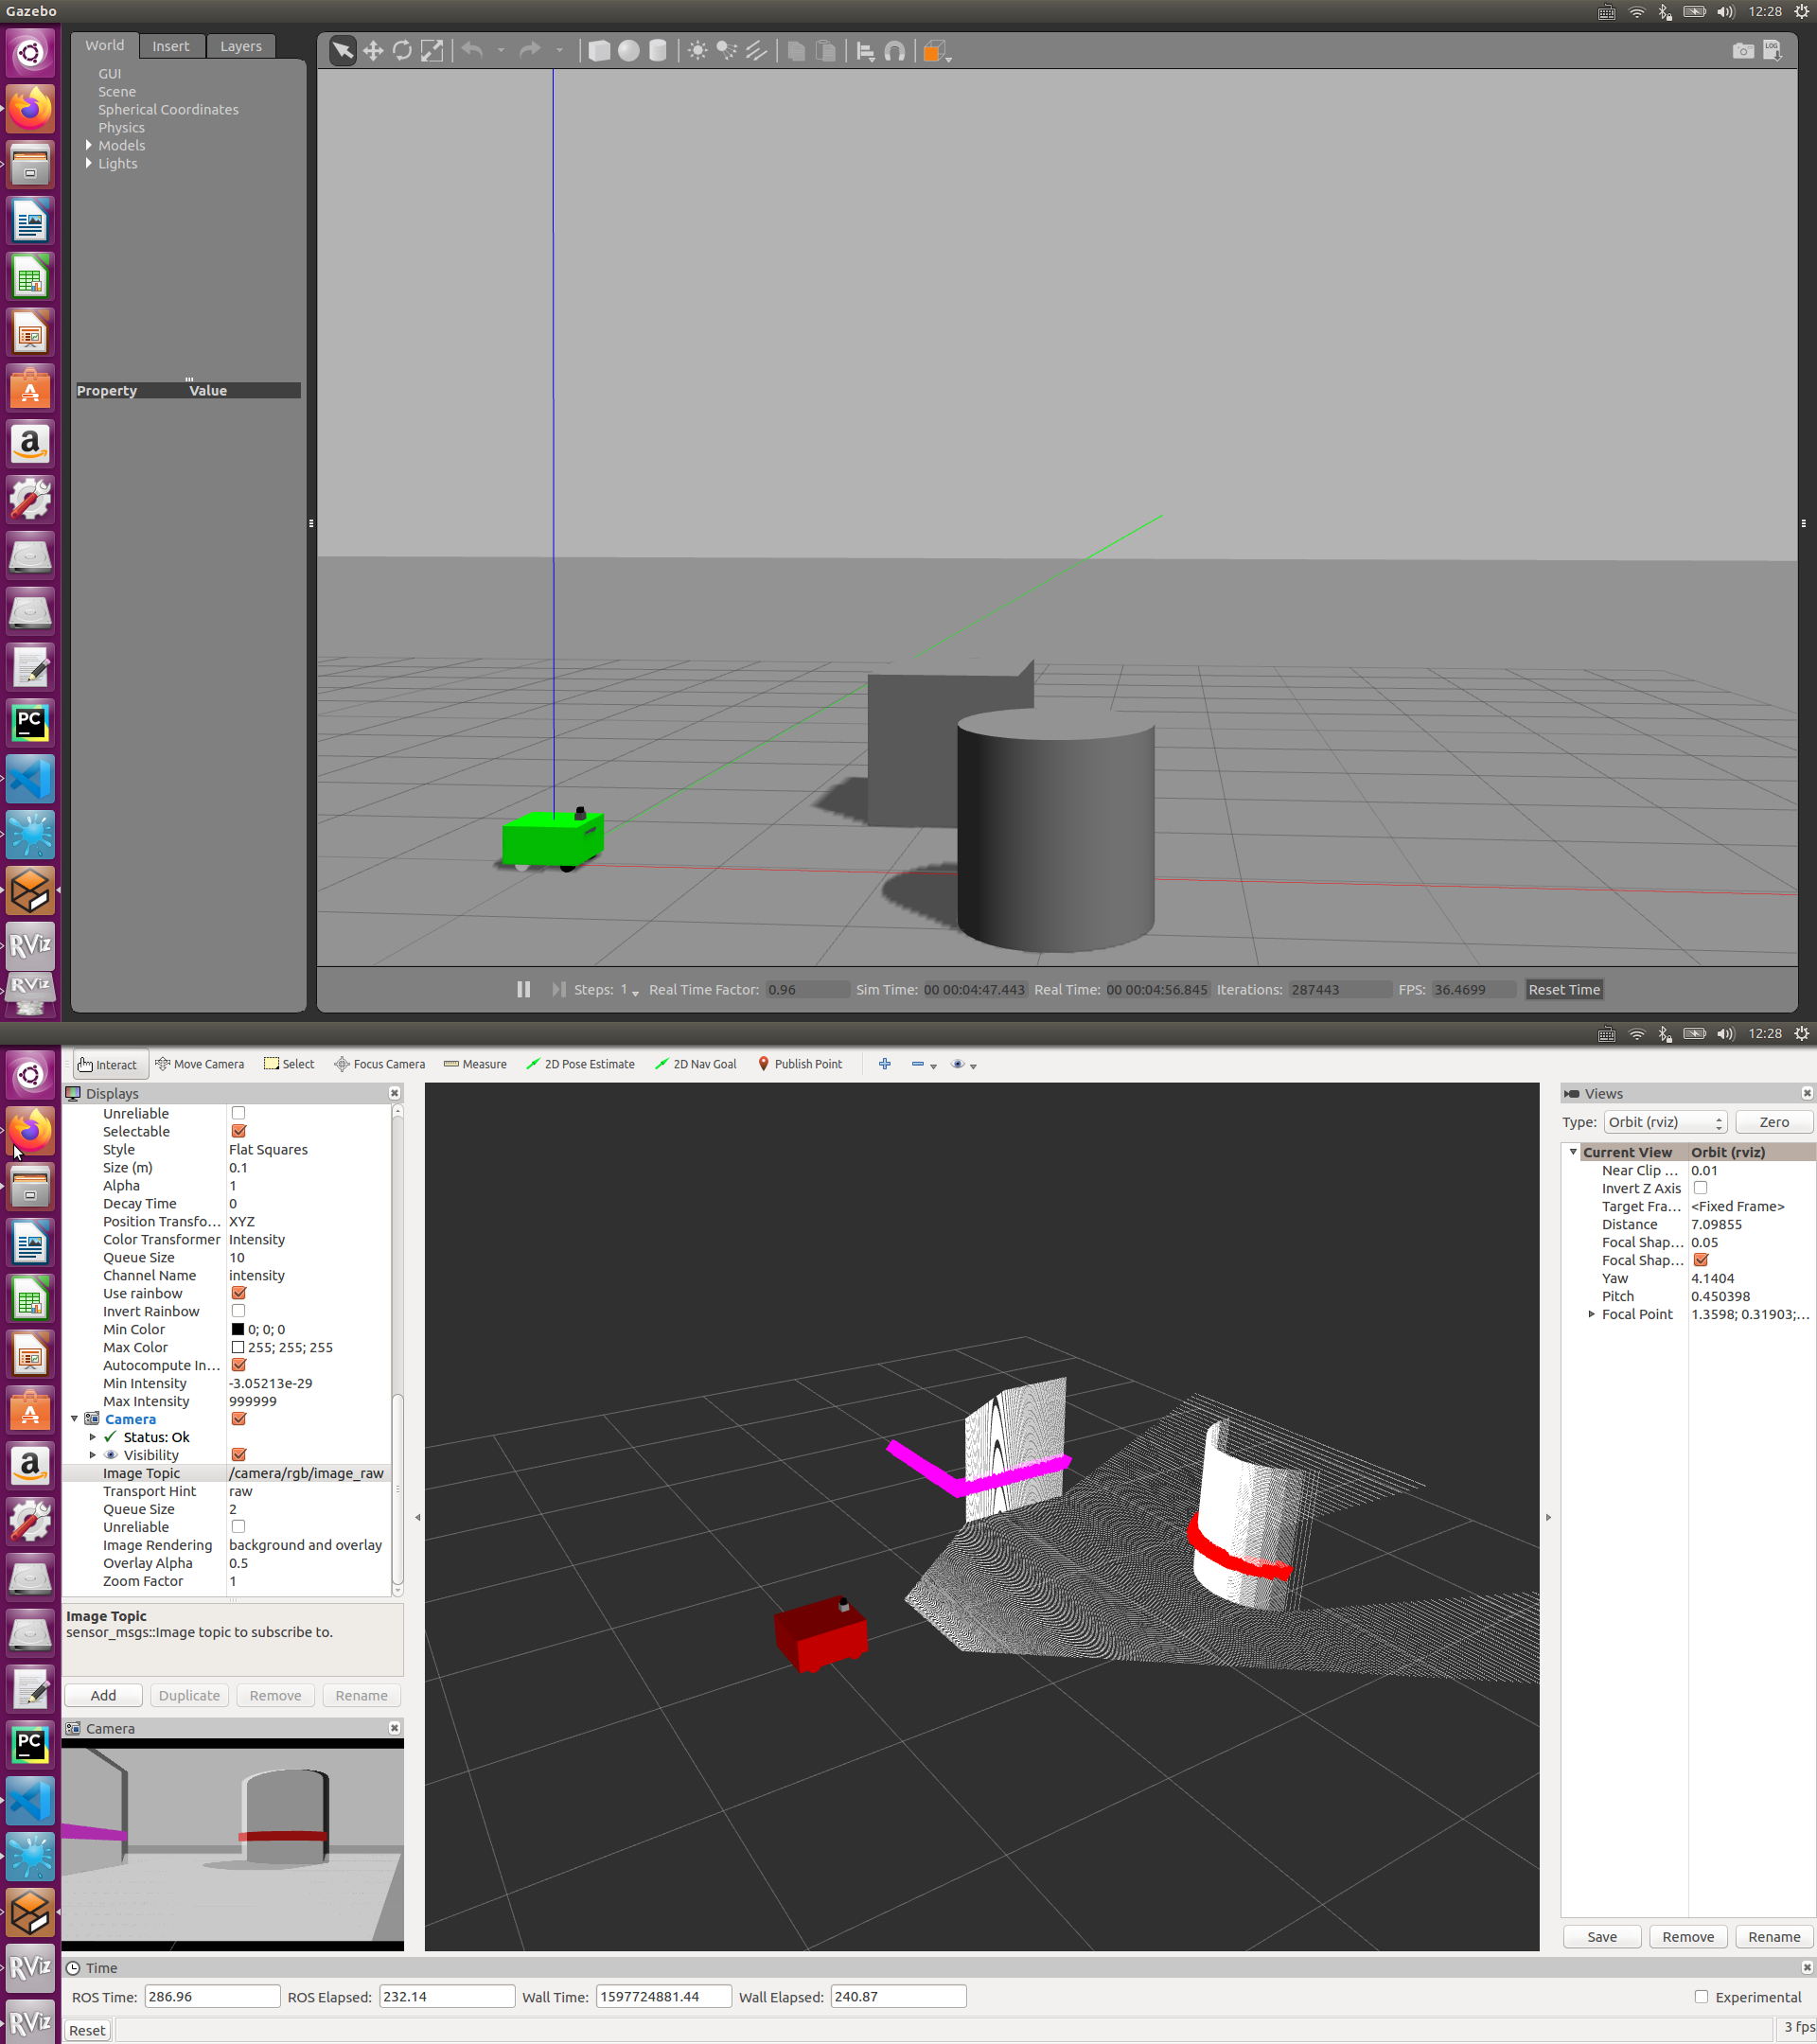 Gazebo
12:28
World Insert Layers
GUI
Scene
Spherical Coordinates
Physics
Models
Lights
Property Value
LOG
a
PC
RViz
RViz
Steps: 1 Real Time Factor: 0.96 Sim Time: 00 00:04:47.443 Real Time: 00 00:04:56.845 Iterations: 287443 FPS: 36.4699 Reset Time
12:28
Interact Move Camera Select Focus Camera Measure 2D Pose Estimate 2D Nav Goal Publish Point
Displays
Unreliable
Selectable
Style Flat Squares
Size (m) 0.1
Alpha 1
Decay Time 0
Position Transfo... XYZ
Color Transformer Intensity
Queue Size 10
Channel Name intensity
Use rainbow
Invert Rainbow
Min Color 0; 0; 0
Max Color 255; 255; 255
Autocompute In...
Min Intensity -3.05213e-29
Max Intensity 999999
Camera
Status: Ok
Visibility
Image Topic /camera/rgb/image_raw
Transport Hint raw
Queue Size 2
Unreliable
Image Rendering background and overlay
Overlay Alpha 0.5
Zoom Factor 1
Image Topic
sensor_msgs::Image topic to subscribe to.
Add Duplicate Remove Rename
Camera
Views
Type: Orbit (rviz) Zero
Current View Orbit (rviz)
Near Clip ... 0.01
Invert Z Axis
Target Fra... <Fixed Frame>
Distance 7.09855
Focal Shap... 0.05
Focal Shap...
Yaw 4.1404
Pitch 0.450398
Focal Point 1.3598; 0.31903;...
Save Remove Rename
a
PC
RViz
RViz
Time
ROS Time: 286.96 ROS Elapsed: 232.14 Wall Time: 1597724881.44 Wall Elapsed: 240.87 Experimental
Reset 3 fps